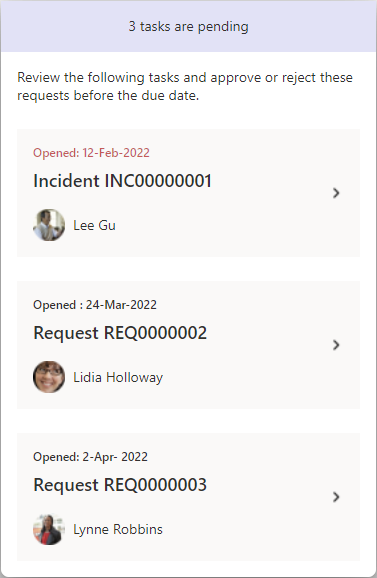 3 tasks are pending
Review the following tasks and approve or reject these
requests before the due date.
Opened: 12-Feb-2022
Incident INC00000001
Lee Gu
Opened : 24-Mar-2022
Request REQ0000002
Lidia Holloway
Opened: 2-Apr- 2022
Request REQ0000003
Lynne Robbins